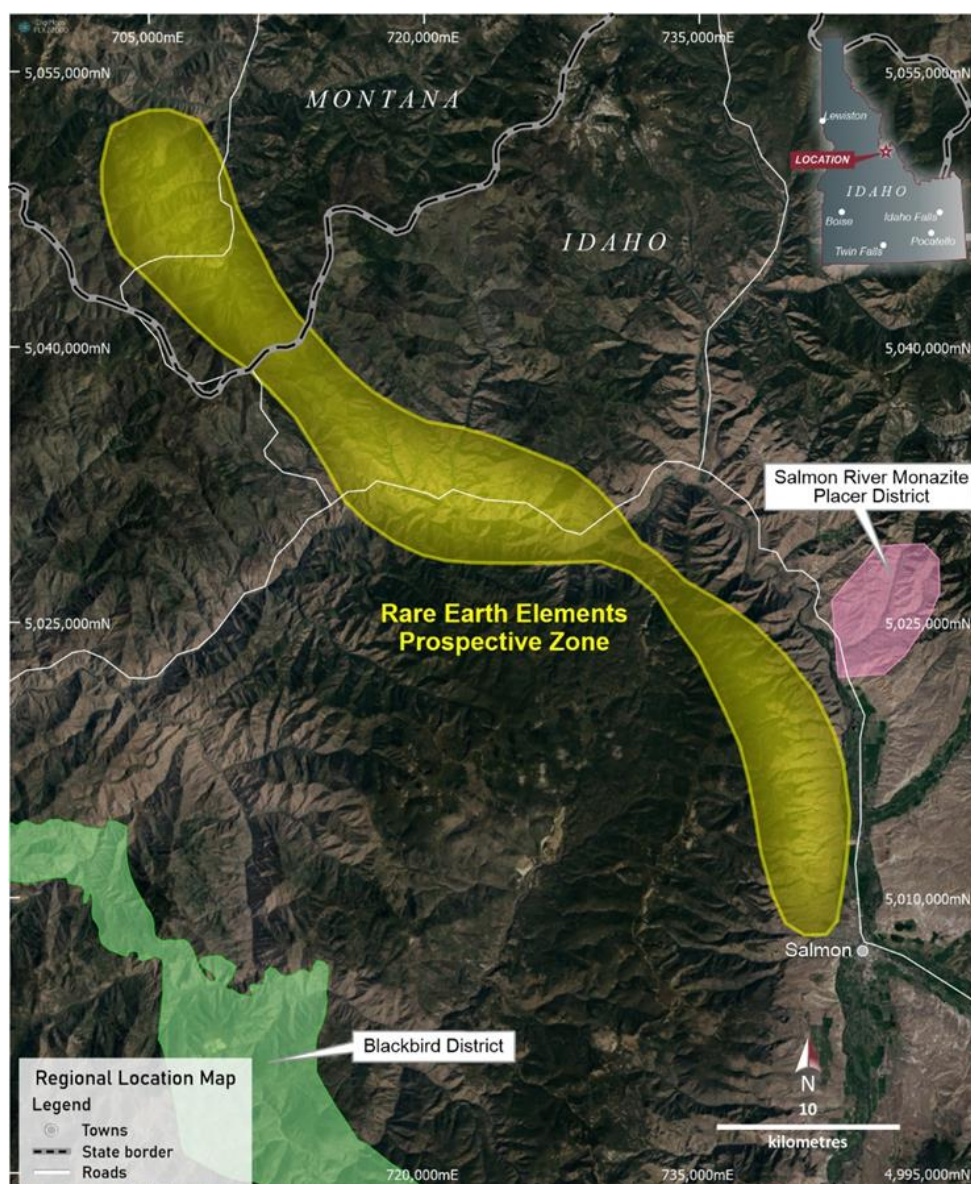 705,000mE
720,000mE
735,000mE
5,055,000mN
5,055,000mN
MONTANA
Lewiston
LOCATION
IDAHO
Boise
Idaho Falls
Pocatello
Twin Falls
IDAHO
5,040,000mN
5,040,000mN
Salmon River Monazite
Placer District
Rare Earth Elements
Prospective Zone
5,025,000mN
5,025,000mN
5,010,000mN
Salmon
Blackbird District
N
10
kilometres
Regional Location Map
Legend
Towns
State border
Roads
720,000mE
735,000mE
4,995,000mN